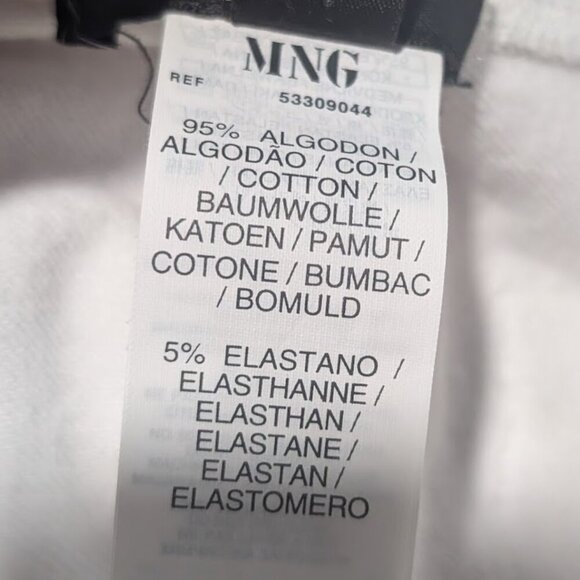 MNG
REF 53309044
95% ALGODON /
ALGODÃO / COTON
/ COTTON /
BAUMWOLLE /
KATOEN / PAMUT /
COTONE / BUMBAC
/ BOMULD
5% ELASTANO /
ELASTHANNE /
ELASTHAN /
ELASTANE /
ELASTAN /
ELASTOMERO